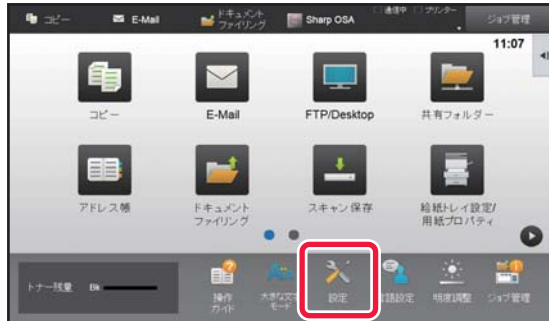 コピー
E-Mail
ドキュメント
ファイリング
Sharp OSA
通信中
プリンター
ジョブ管理
11:07
コピー
E-Mail
FTP/Desktop
共有フォルダー
アドレス帳
ドキュメント
ファイリング
スキャン保存
給紙トレイ設定/
用紙プロパティ
トナー残量
Bk
操作
ガイド
大きな文字
モード
設定
言語設定
明度調整
ジョブ管理